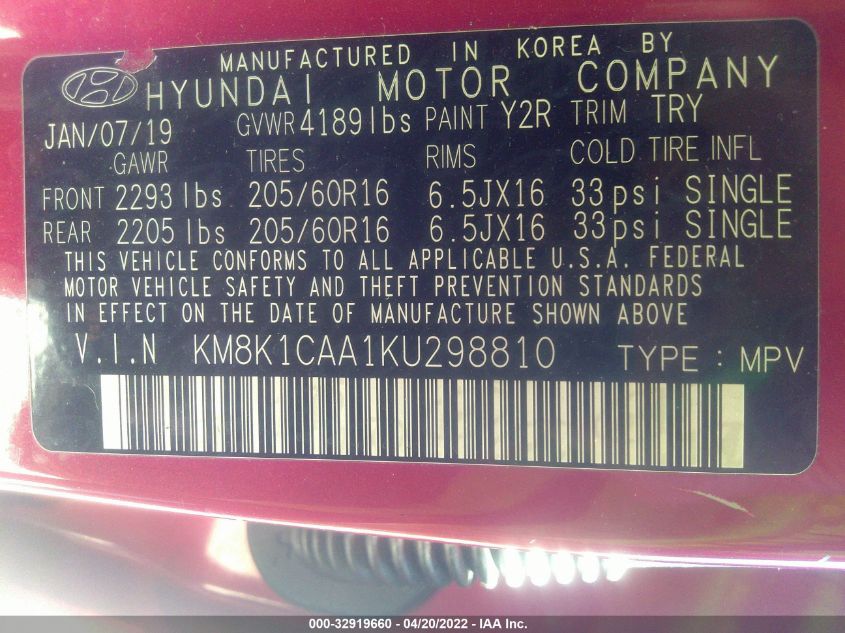 MANUFACTURED IN KOREA BY
HYUNDAI MOTOR COMPANY
JAN/07/19 GVWR 4189lbs PAINT Y2R TRIM TRY
GAWR TIRES RIMS COLD TIRE INFL
FRONT 2293 lbs 205/60R16 6.5JX16 33psi SINGLE
REAR 2205 lbs 205/60R16 6.5JX16 33psi SINGLE
THIS VEHICLE CONFORMS TO ALL APPLICABLE U.S.A. FEDERAL
MOTOR VEHICLE SAFETY AND THEFT PREVENTION STANDARDS
IN EFFECT ON THE DATE OF MANUFACTURE SHOWN ABOVE
V.I.N KM8K1CAA1KU298810 TYPE:MPV
000-32919660 - 04/20/2022 - IAA Inc.